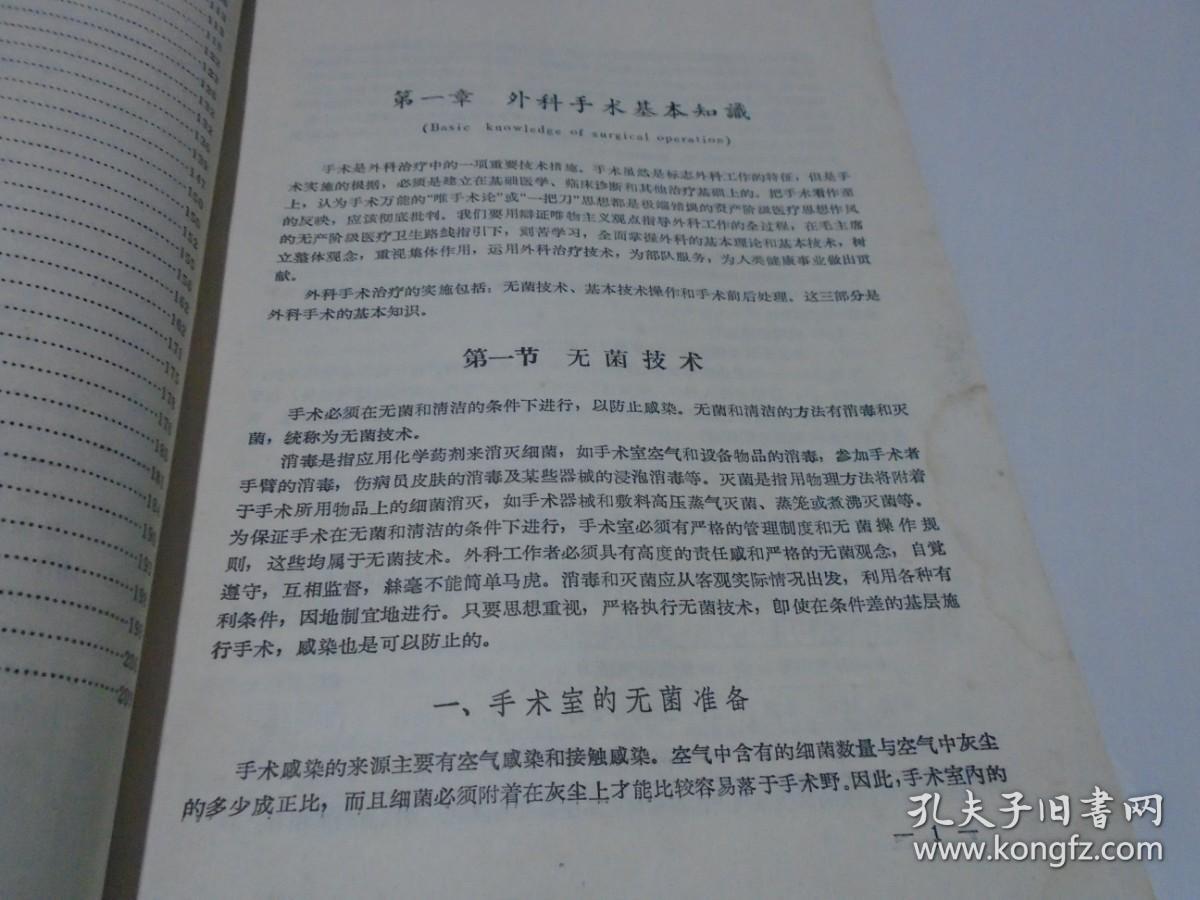 第一章 外科手术基本知識
(Basic knowledge of surgical operation)
手术是外科治疗中的一项重要技术措施。手术虽然是标志外科工作的特征，但是手
术实施的根据，必须是建立在基础医学、临床诊断和其他治疗基础上的。把手术看作至
上，认为手术万能的“唯手术论”或“一把刀”思想都是极端错误的资产阶级医疗思想作风
的反映，应该彻底批判。我们要用辩证唯物主义观点指导外科工作的全过程，在毛主席
的无产阶级医疗卫生路线指引下，刻苦学习，全面掌握外科的基本理论和基本技术，树
立整体观念，重视集体作用，运用外科治疗技术，为部队服务，为人类健康事业做出贡
献。
外科手术治疗的实施包括：无菌技术、基本技术操作和手术前后处理。这三部分是
外科手术的基本知识。
第一节 无菌技术
手术必须在无菌和清洁的条件下进行，以防止感染。无菌和清洁的方法有消毒和灭
菌，统称为无菌技术。
消毒是指应用化学药剂来消灭细菌，如手术室空气和设备物品的消毒，参加手术者
手臂的消毒，伤病员皮肤的消毒及某些器械的浸泡消毒等。灭菌是指用物理方法将附着
于手术所用物品上的细菌消灭，如手术器械和敷料高压蒸气灭菌、蒸笼或煮沸灭菌等。
为保证手术在无菌和清洁的条件下进行，手术室必须有严格的管理制度和无菌操作规
则，这些均属于无菌技术。外科工作者必须具有高度的责任感和严格的无菌观念，自觉
遵守，互相监督，絲毫不能简单马虎。消毒和灭菌应从客观实际情况出发，利用各种有
利条件，因地制宜地进行。只要思想重视，严格执行无菌技术，即使在条件差的基层施
行手术，感染也是可以防止的。
一、手术室的无菌准备
手术感染的来源主要有空气感染和接触感染。空气中含有的细菌数量与空气中灰尘
的多少成正比，而且细菌必须附着在灰尘上才能比较容易落于手术野。因此，手术室内的
— 1 —
孔夫子旧书网
www.kongfz.com